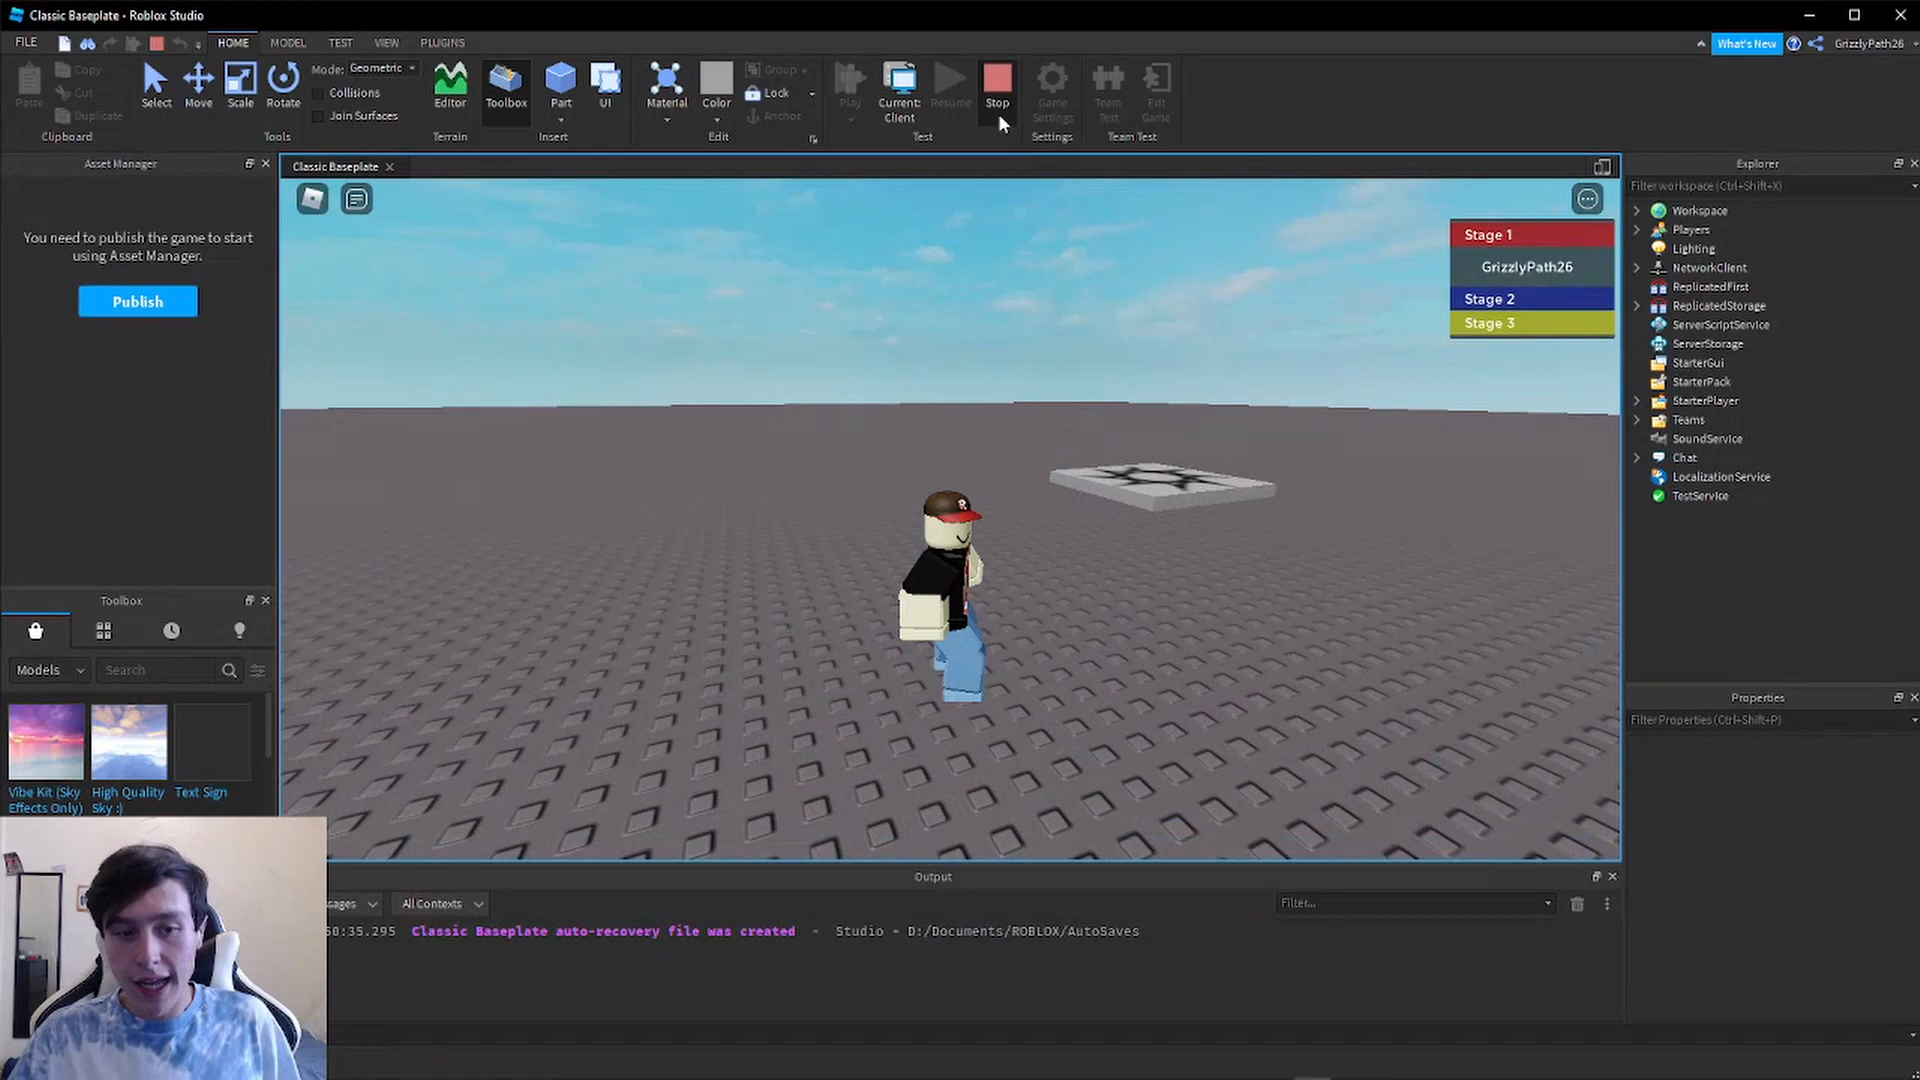 Classic Baseplate - Roblox Studio
FILE
HOME
MODEL
TEST
VIEW
PLUGINS
What's New
GrizzlyPath26
Paste
Copy
Cut
Duplicate
Clipboard
Select
Move
Scale
Rotate
Mode: Geometric
Collisions
Join Surfaces
Tools
Editor
Terrain
Toolbox
Part
UI
Insert
Material
Color
Group
Lock
Anchor
Edit
Play
Current:
Client
Resume
Stop
Test
Game
Settings
Settings
Team
Test
Exit
Game
Team Test
Asset Manager
You need to publish the game to start
using Asset Manager.
Publish
Classic Baseplate
Stage 1
GrizzlyPath26
Stage 2
Stage 3
Explorer
Filter workspace (Ctrl+Shift+X)
Workspace
Players
Lighting
NetworkClient
ReplicatedFirst
ReplicatedStorage
ServerScriptService
ServerStorage
StarterGui
StarterPack
StarterPlayer
Teams
SoundService
Chat
LocalizationService
TestService
Properties
Filter Properties (Ctrl+Shift+P)
Toolbox
Models
Search
Vibe Kit (Sky
Effects Only)
High Quality
Sky :)
Text Sign
Output
sages
All Contexts
Filter...
50:35.295 Classic Baseplate auto-recovery file was created - Studio - D:/Documents/ROBLOX/AutoSaves